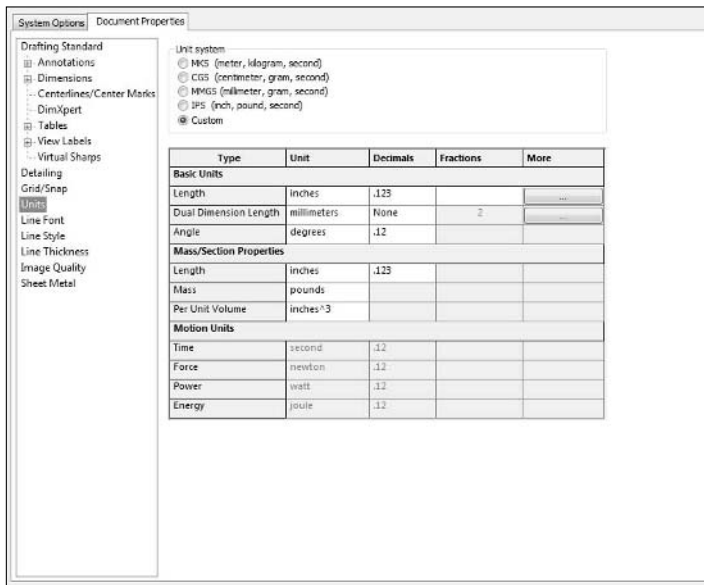 System Options
Document Properties
Drafting Standard
Annotations
Dimensions
Centerlines/Center Marks
DimXpert
Tables
View Labels
Virtual Sharps
Detailing
Grid/Snap
Units
Line Font
Line Style
Line Thickness
Image Quality
Sheet Metal
Unit system
MKS (meter, kilogram, second)
CGS (centimeter, gram, second)
MMGS (millimeter, gram, second)
IPS (inch, pound, second)
Custom
Type Unit Decimals Fractions More
Basic Units
Length inches .123 ...
Dual Dimension Length millimeters None 2 ...
Angle degrees .12
Mass/Section Properties
Length inches .123
Mass pounds
Per Unit Volume inches^3
Motion Units
Time second .12
Force newton .12
Power watt .12
Energy joule .12